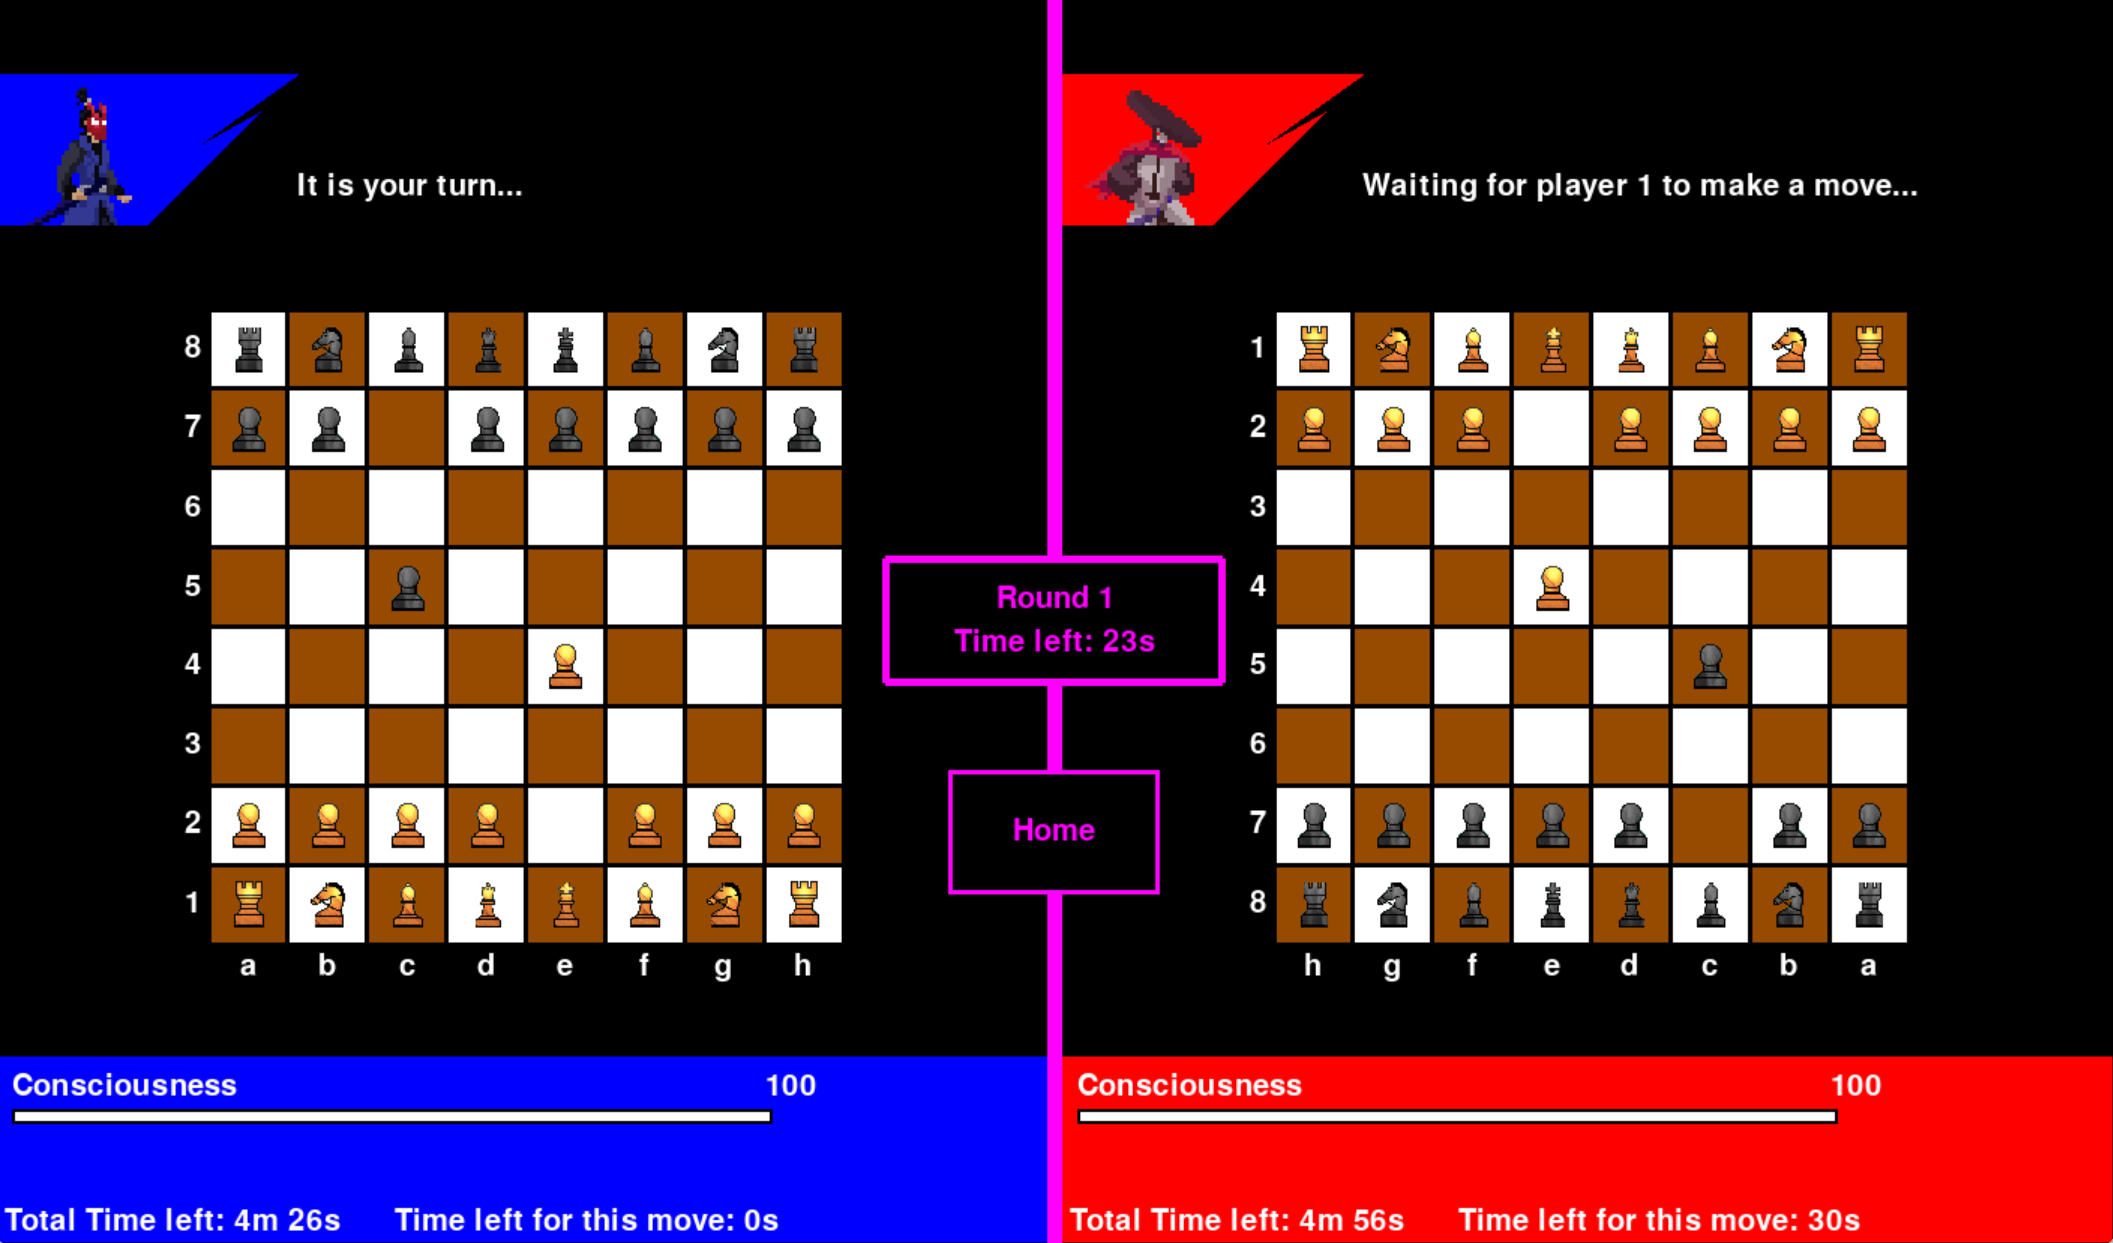 It is your turn...
Waiting for player 1 to make a move...
8
7
6
5
4
3
2
1
a b c d e f g h
Round 1
Time left: 23s
Home
1
2
3
4
5
6
7
8
h g f e d c b a
Consciousness 100
Total Time left: 4m 26s Time left for this move: 0s
Consciousness 100
Total Time left: 4m 56s Time left for this move: 30s